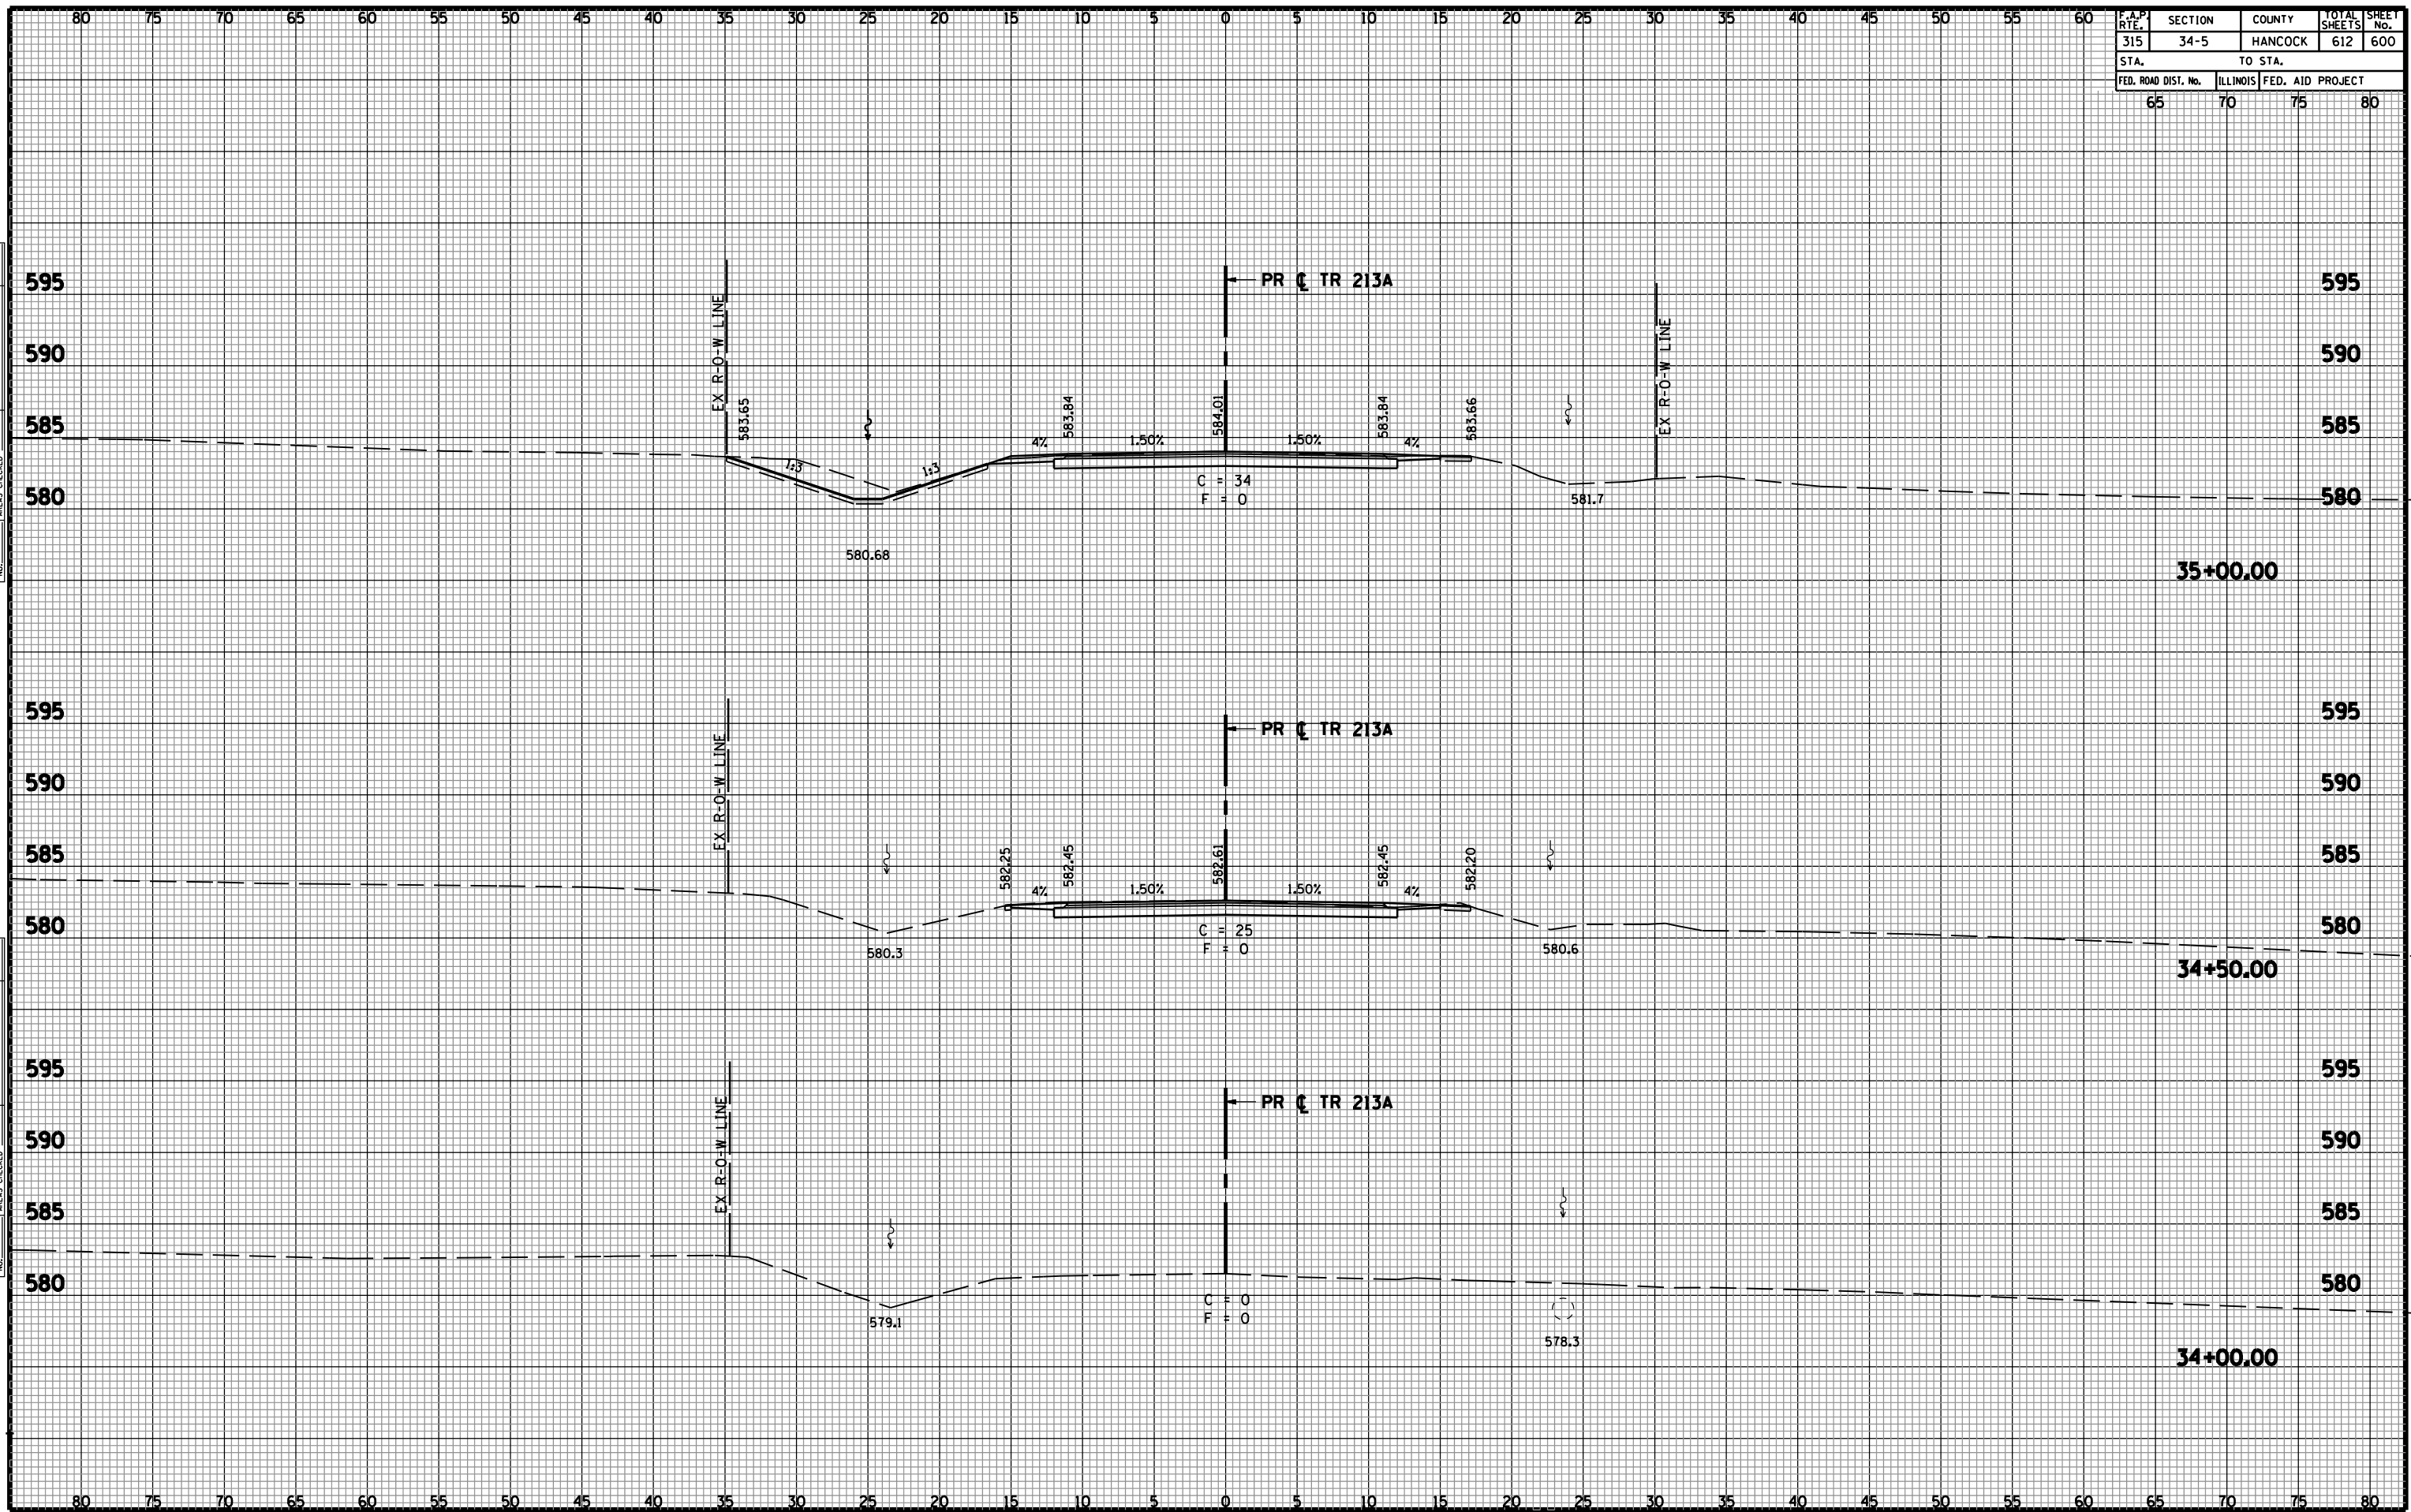 80 75 70 65 60 55 50 45 40 35 30 25 20 15 10 5 0 5 10 15 20 25 30 35 40 45 50 55 60
F.A.P. RTE. SECTION COUNTY TOTAL SHEETS SHEET No.
315 34-5 HANCOCK 612 600
STA. TO STA.
FED. ROAD DIST. No. ILLINOIS FED. AID PROJECT
65 70 75 80
595 595
PR ℄ TR 213A
EX R-O-W LINE
EX R-O-W LINE
590 590
585 585
583.65
583.84
584.01
583.84
583.66
4% 1.50% 1.50% 4%
1:3 1:3
C = 34
F = 0
580 580
581.7
580.68
35+00.00
595 595
PR ℄ TR 213A
EX R-O-W LINE
590 590
585 585
582.25
582.45
582.61
582.45
582.20
4% 1.50% 1.50% 4%
580 580
C = 25
F = 0
580.3
580.6
34+50.00
595 595
PR ℄ TR 213A
EX R-O-W LINE
590 590
585 585
580 580
C = 0
F = 0
579.1
578.3
34+00.00
80 75 70 65 60 55 50 45 40 35 30 25 20 15 10 5 0 5 10 15 20 25 30 35 40 45 50 55 60 65 70 75 80